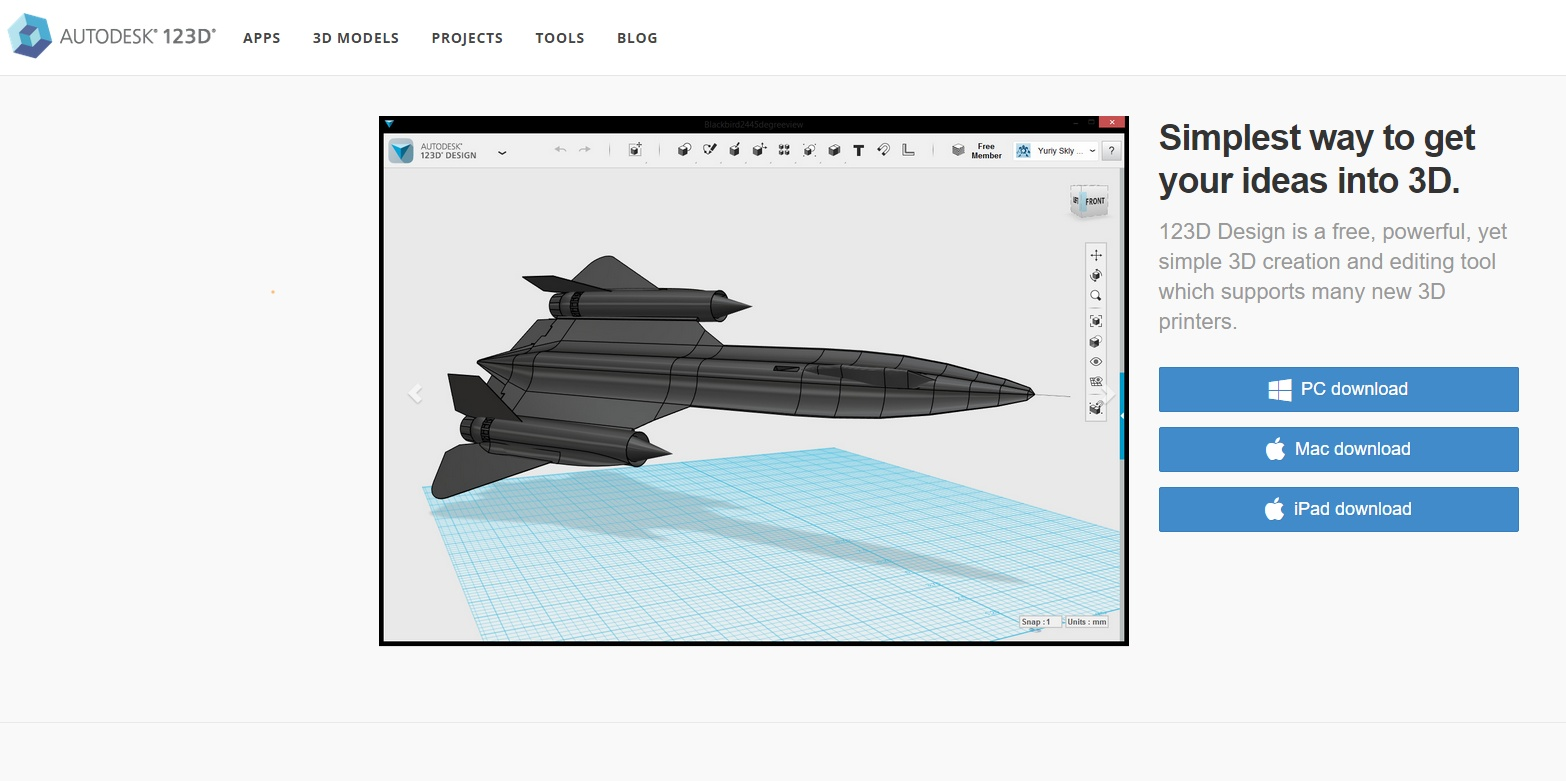 AUTODESK® 123D®
APPS
3D MODELS
PROJECTS
TOOLS
BLOG
Blackbird2445degreeview
AUTODESK®
123D® DESIGN
Free
Member
Yuriy Skly ...
?
FRONT
Snap : 1
Units : mm
Simplest way to get
your ideas into 3D.
123D Design is a free, powerful, yet
simple 3D creation and editing tool
which supports many new 3D
printers.
PC download
Mac download
iPad download